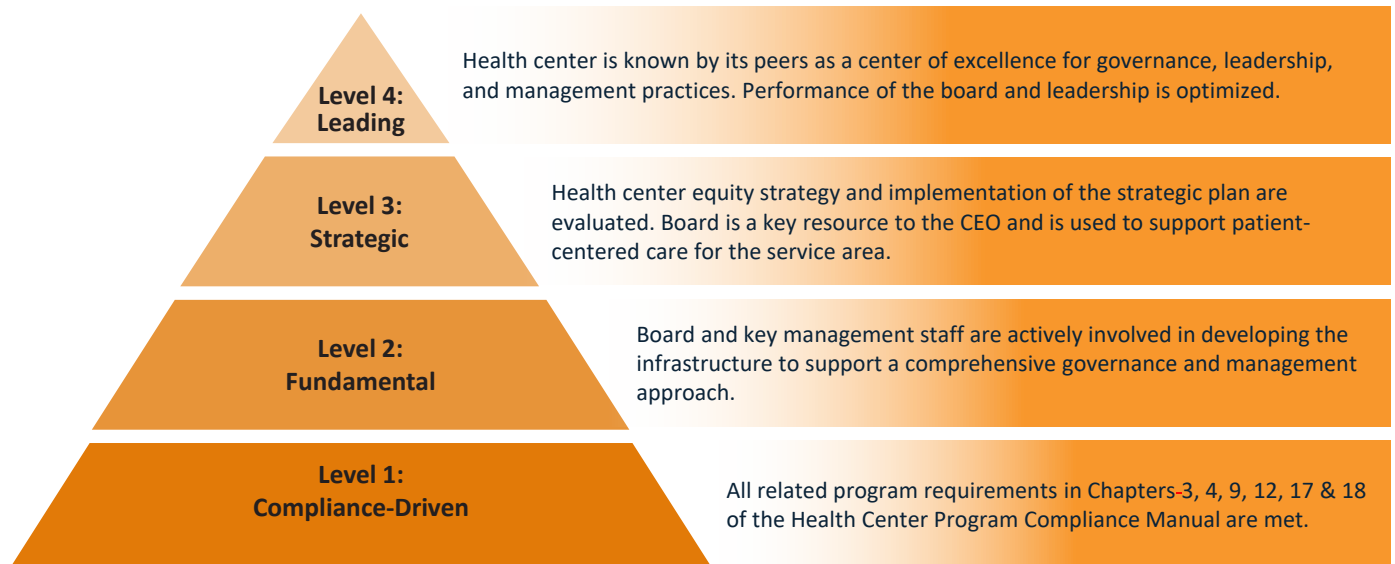 Level 4:
Leading
Health center is known by its peers as a center of excellence for governance, leadership,
and management practices. Performance of the board and leadership is optimized.
Level 3:
Strategic
Health center equity strategy and implementation of the strategic plan are
evaluated. Board is a key resource to the CEO and is used to support patient-
centered care for the service area.
Level 2:
Fundamental
Board and key management staff are actively involved in developing the
infrastructure to support a comprehensive governance and management
approach.
Level 1:
Compliance-Driven
All related program requirements in Chapters-3, 4, 9, 12, 17 & 18
of the Health Center Program Compliance Manual are met.